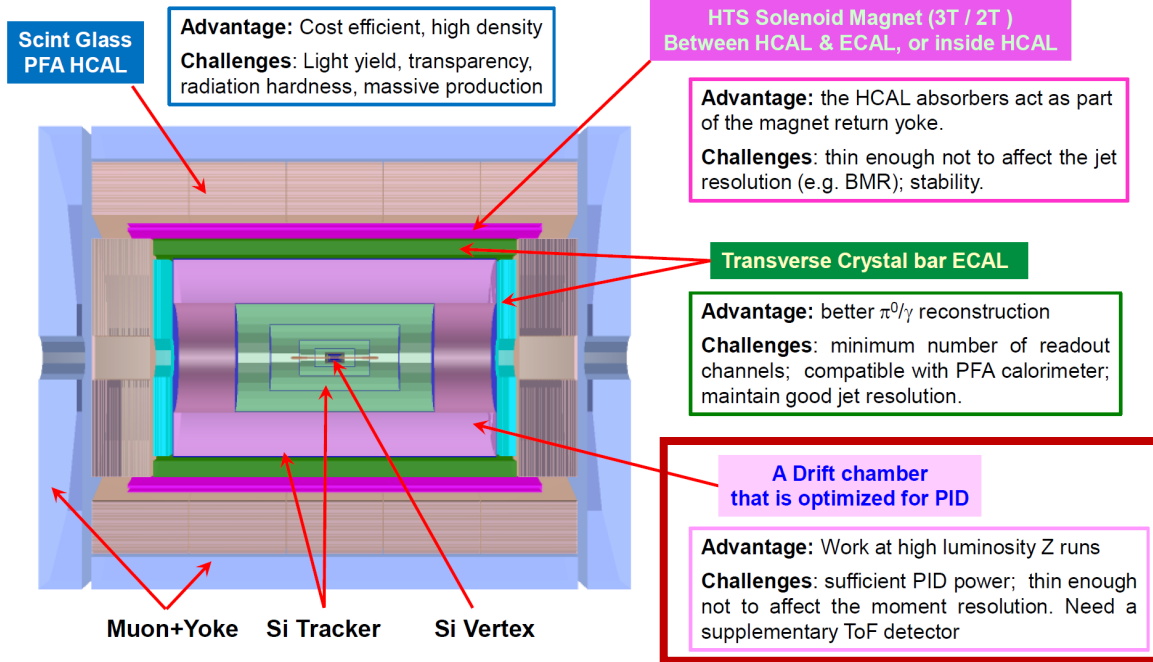 Scint Glass
PFA HCAL
Advantage: Cost efficient, high density
Challenges: Light yield, transparency,
radiation hardness, massive production
HTS Solenoid Magnet (3T / 2T )
Between HCAL & ECAL, or inside HCAL
Advantage: the HCAL absorbers act as part
of the magnet return yoke.
Challenges: thin enough not to affect the jet
resolution (e.g. BMR); stability.
Transverse Crystal bar ECAL
Advantage: better π⁰/γ reconstruction
Challenges: minimum number of readout
channels; compatible with PFA calorimeter;
maintain good jet resolution.
A Drift chamber
that is optimized for PID
Advantage: Work at high luminosity Z runs
Challenges: sufficient PID power; thin enough
not to affect the moment resolution. Need a
supplementary ToF detector
Muon+Yoke Si Tracker Si Vertex